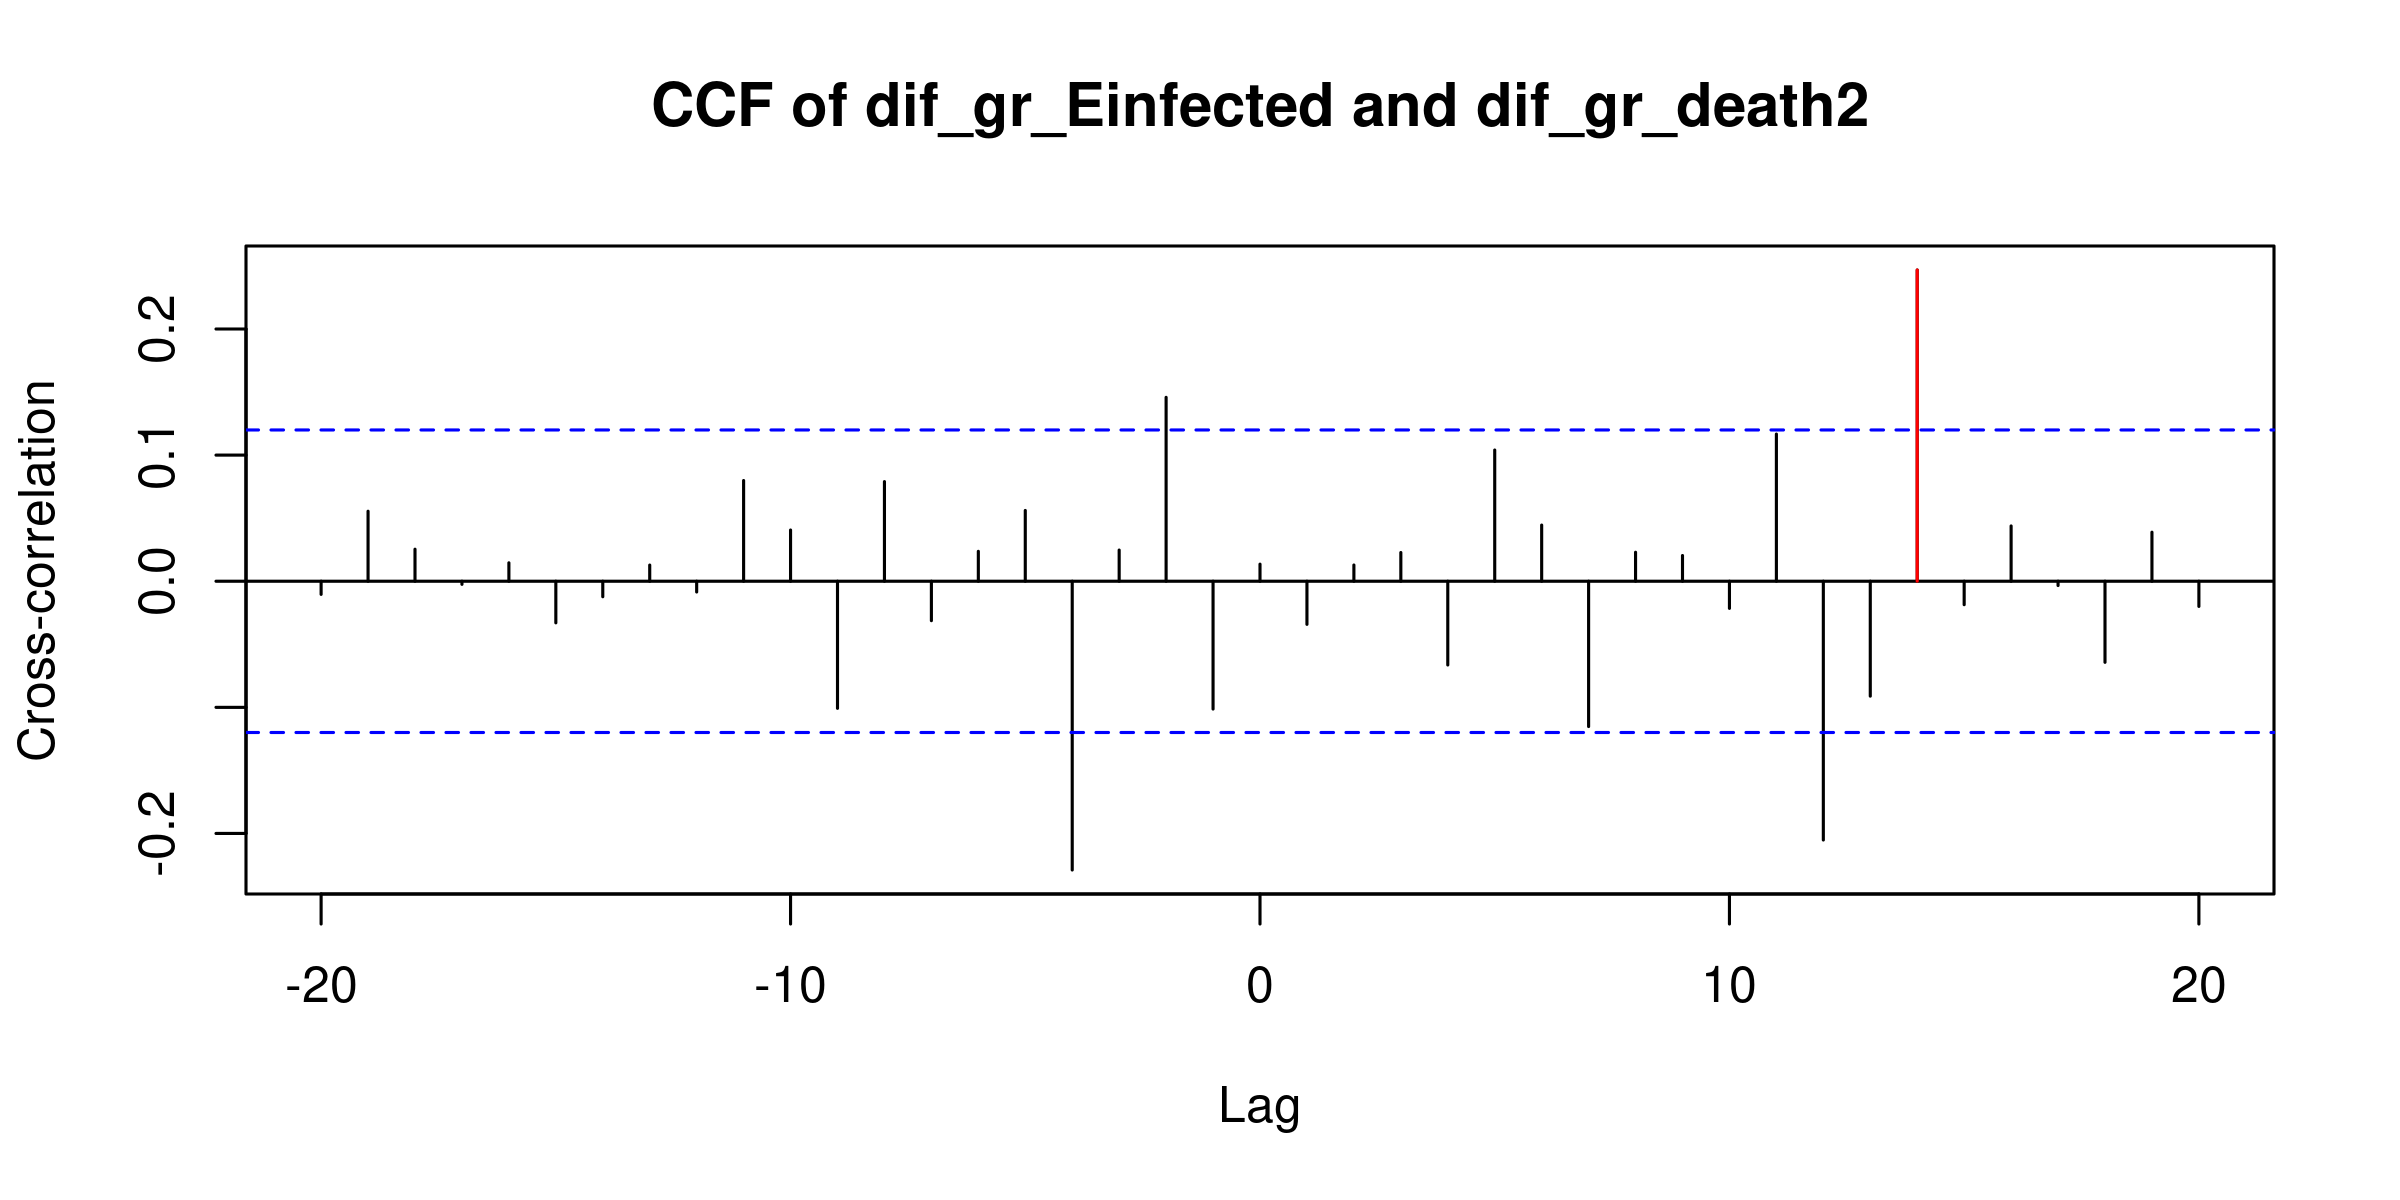 CCF of dif_gr_Einfected and dif_gr_death2
Cross-correlation
0.2
0.1
0.0
-0.2
-20 -10 0 10 20
Lag